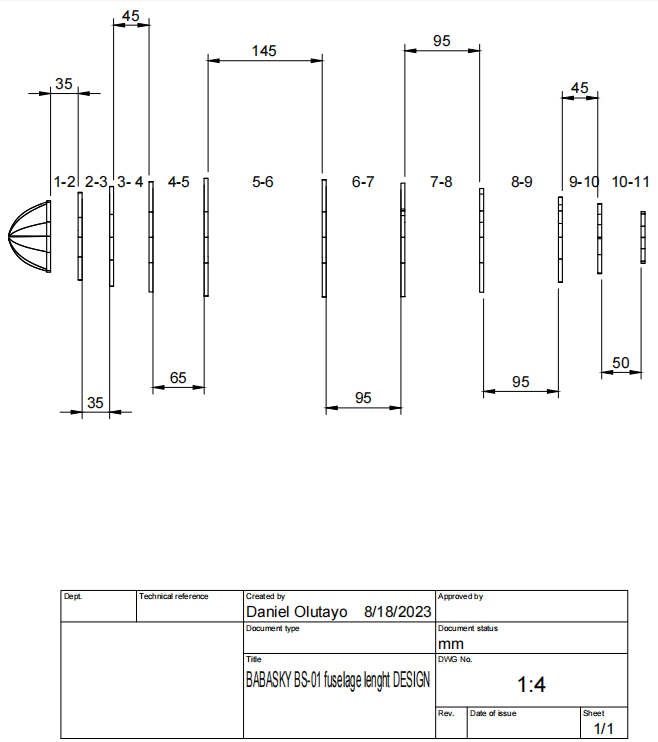 45
145
95
35
45
1-2 2-3 3- 4 4-5 5-6 6-7 7-8 8-9 9-10 10-11
50
65
95
95
35
Dept. Technical reference Created by Approved by
Daniel Olutayo 8/18/2023
Document type Document status
mm
Title DWG No.
BABASKY BS-01 fuselage lenght DESIGN
1:4
Rev. Date of issue Sheet
1/1